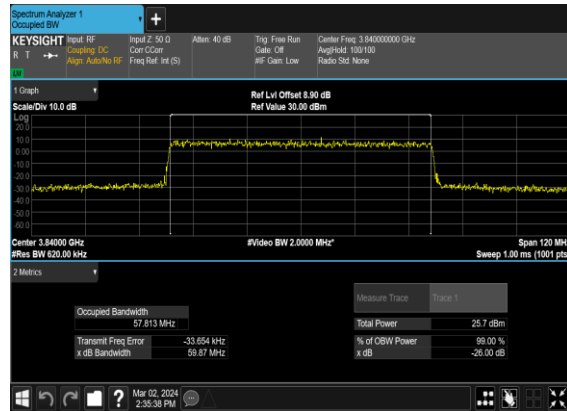 Spectrum Analyzer 1
Occupied BW
KEYSIGHT
R T
LW
Input: RF
Coupling: DC
Align: Auto/No RF
Input Z: 50 Ω
Corr CCorr
Freq Ref: Int (S)
Atten: 40 dB
Trig: Free Run
Gate: Off
#IF Gain: Low
Center Freq: 3.840000000 GHz
Avg|Hold: 100/100
Radio Std: None
1 Graph
Scale/Div 10.0 dB
Ref Lvl Offset 8.90 dB
Ref Value 30.00 dBm
Log
20.0
10.0
0.00
-10.0
-20.0
-30.0
-40.0
-50.0
-60.0
Center 3.84000 GHz
#Res BW 620.00 kHz
#Video BW 2.0000 MHz*
Span 120 MHz
Sweep 1.00 ms (1001 pts
2 Metrics
Measure Trace Trace 1
Occupied Bandwidth
57.813 MHz
Total Power 25.7 dBm
Transmit Freq Error -33.654 kHz
% of OBW Power 99.00 %
x dB Bandwidth 59.87 MHz
x dB -26.00 dB
?
Mar 02, 2024
2:35:38 PM